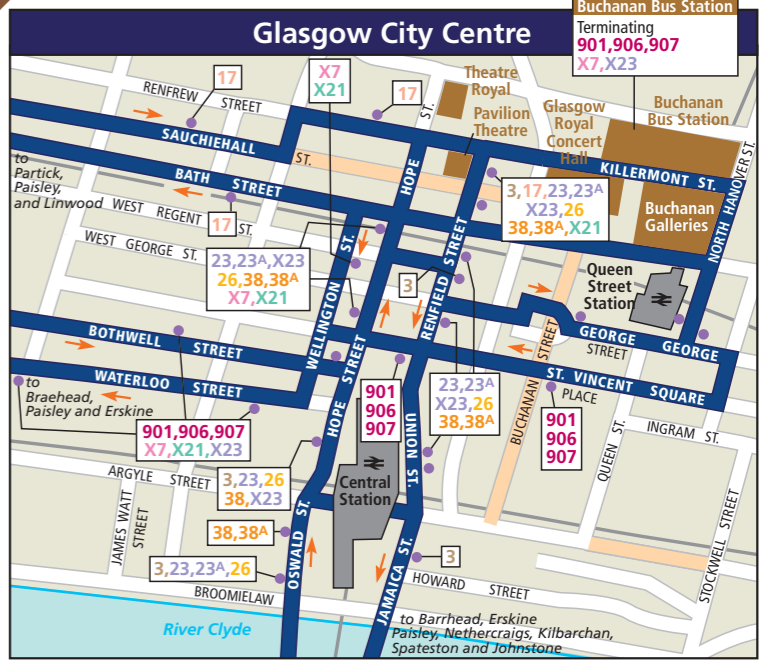 Buchanan Bus Station
Terminating
901,906,907
X7,X23
Glasgow City Centre
RENFREW STREET
17
X7
X21
17
ST.
Theatre
Royal
Pavilion
Theatre
Glasgow
Royal
Concert
Hall
Buchanan
Bus Station
SAUCHIEHALL
ST.
KILLERMONT ST.
NORTH HANOVER ST.
to
Partick,
Paisley,
and Linwood
BATH STREET
HOPE
3,17,23,23A
X23,26
38,38A,X21
Buchanan
Galleries
WEST REGENT ST.
17
WEST GEORGE ST.
23,23A,X23
26,38,38A
X7,X21
3
RENFIELD STREET
Queen
Street
Station
WELLINGTON ST.
GEORGE
STREET
GEORGE
BOTHWELL STREET
HOPE STREET
BUCHANAN STREET
ST. VINCENT
PLACE
SQUARE
WATERLOO STREET
to
Braehead,
Paisley and Erskine
901
906
907
23,23A
X23,26
38,38A
901
906
907
901,906,907
X7,X21,X23
UNION ST.
QUEEN ST.
INGRAM ST.
ARGYLE STREET
3,23,26
38,X23
Central
Station
JAMES WATT
STREET
38,38A
OSWALD ST.
STOCKWELL STREET
3,23,23A,26
JAMAICA ST.
3
BROOMIELAW
HOWARD STREET
River Clyde
to Barrhead, Erskine
Paisley, Nethercraigs, Kilbarchan,
Spateston and Johnstone